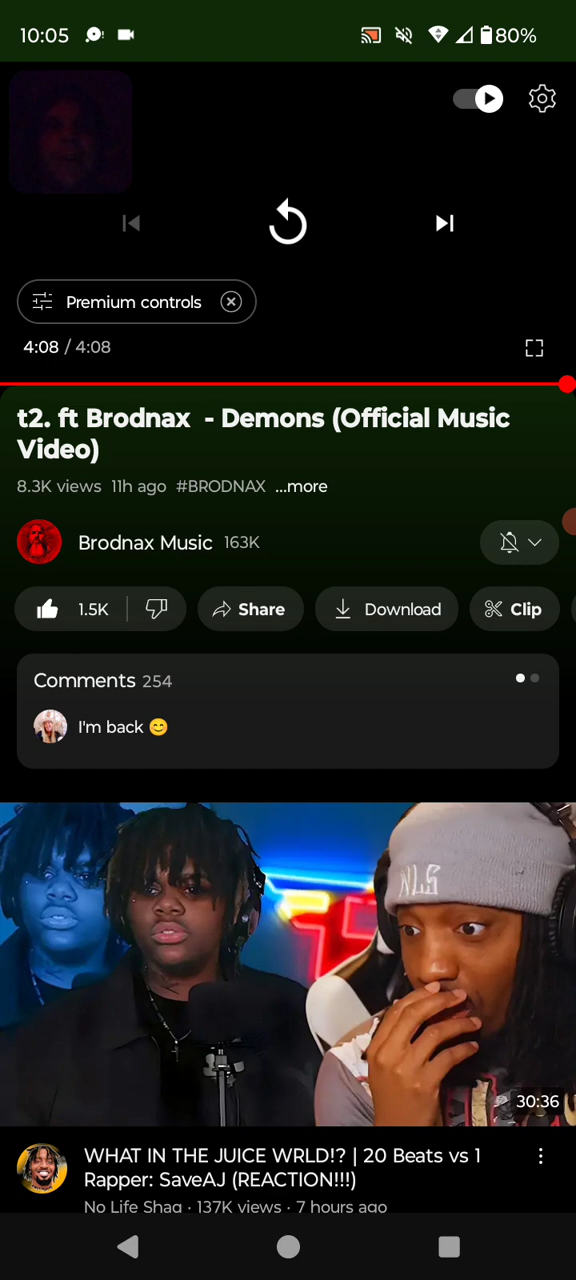 10:05
80%
Premium controls
4:08 / 4:08
t2. ft Brodnax - Demons (Official Music
Video)
8.3K views 11h ago #BRODNAX ...more
Brodnax Music 163K
1.5K Share Download Clip
Comments 254
I'm back 😊
NLS
30:36
WHAT IN THE JUICE WRLD!? | 20 Beats vs 1
Rapper: SaveAJ (REACTION!!!)
No Life Shaq · 137K views · 7 hours ago